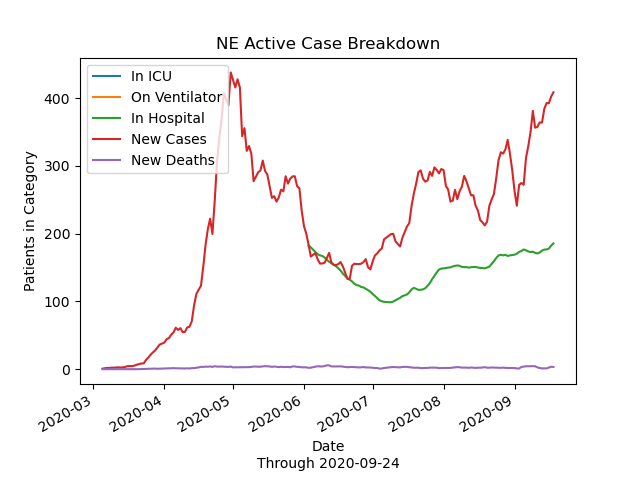 NE Active Case Breakdown
In ICU
On Ventilator
In Hospital
New Cases
New Deaths
Patients in Category
400
300
200
100
0
2020-03
2020-04
2020-05
2020-06
2020-07
2020-08
2020-09
Date
Through 2020-09-24